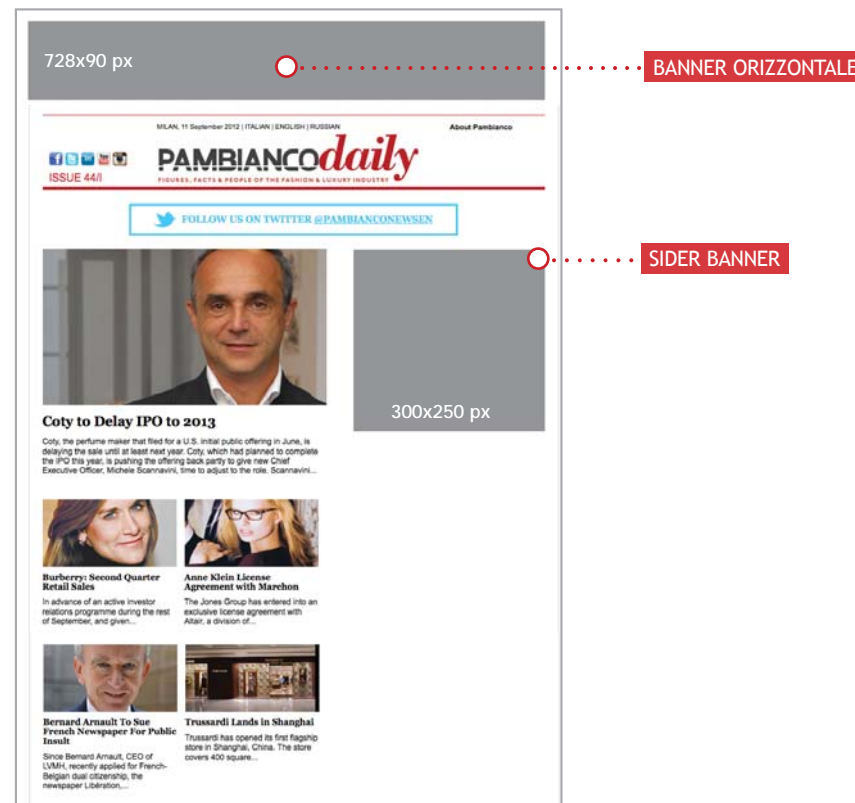 728x90 px
BANNER ORIZZONTALE
MILAN, 11 September 2012 | ITALIAN | ENGLISH | RUSSIAN
About Pambianco
PAMBIANCOdaily
ISSUE 44/I
FIGURES, FACTS & PEOPLE OF THE FASHION & LUXURY INDUSTRY
FOLLOW US ON TWITTER @PAMBIANCONEWSEN
SIDER BANNER
300x250 px
Coty to Delay IPO to 2013
Coty, the perfume maker that filed for a U.S. initial public offering in June, is
delaying the sale until at least next year. Coty, which had planned to complete
the IPO this year, is pushing the offering back partly to give new Chief
Executive Officer, Michele Scannavini, time to adjust to the role. Scannavini...
Burberry: Second Quarter
Retail Sales
In advance of an active investor
relations programme during the rest
of September, and given...
Anne Klein License
Agreement with Marchon
The Jones Group has entered into an
exclusive license agreement with
Altair, a division of...
Bernard Arnault To Sue
French Newspaper For Public
Insult
Since Bernard Arnault, CEO of
LVMH, recently applied for French-
Belgian dual citizenship, the
newspaper Libération,...
Trussardi Lands in Shanghai
Trussardi has opened its first flagship
store in Shanghai, China. The store
covers 400 square...